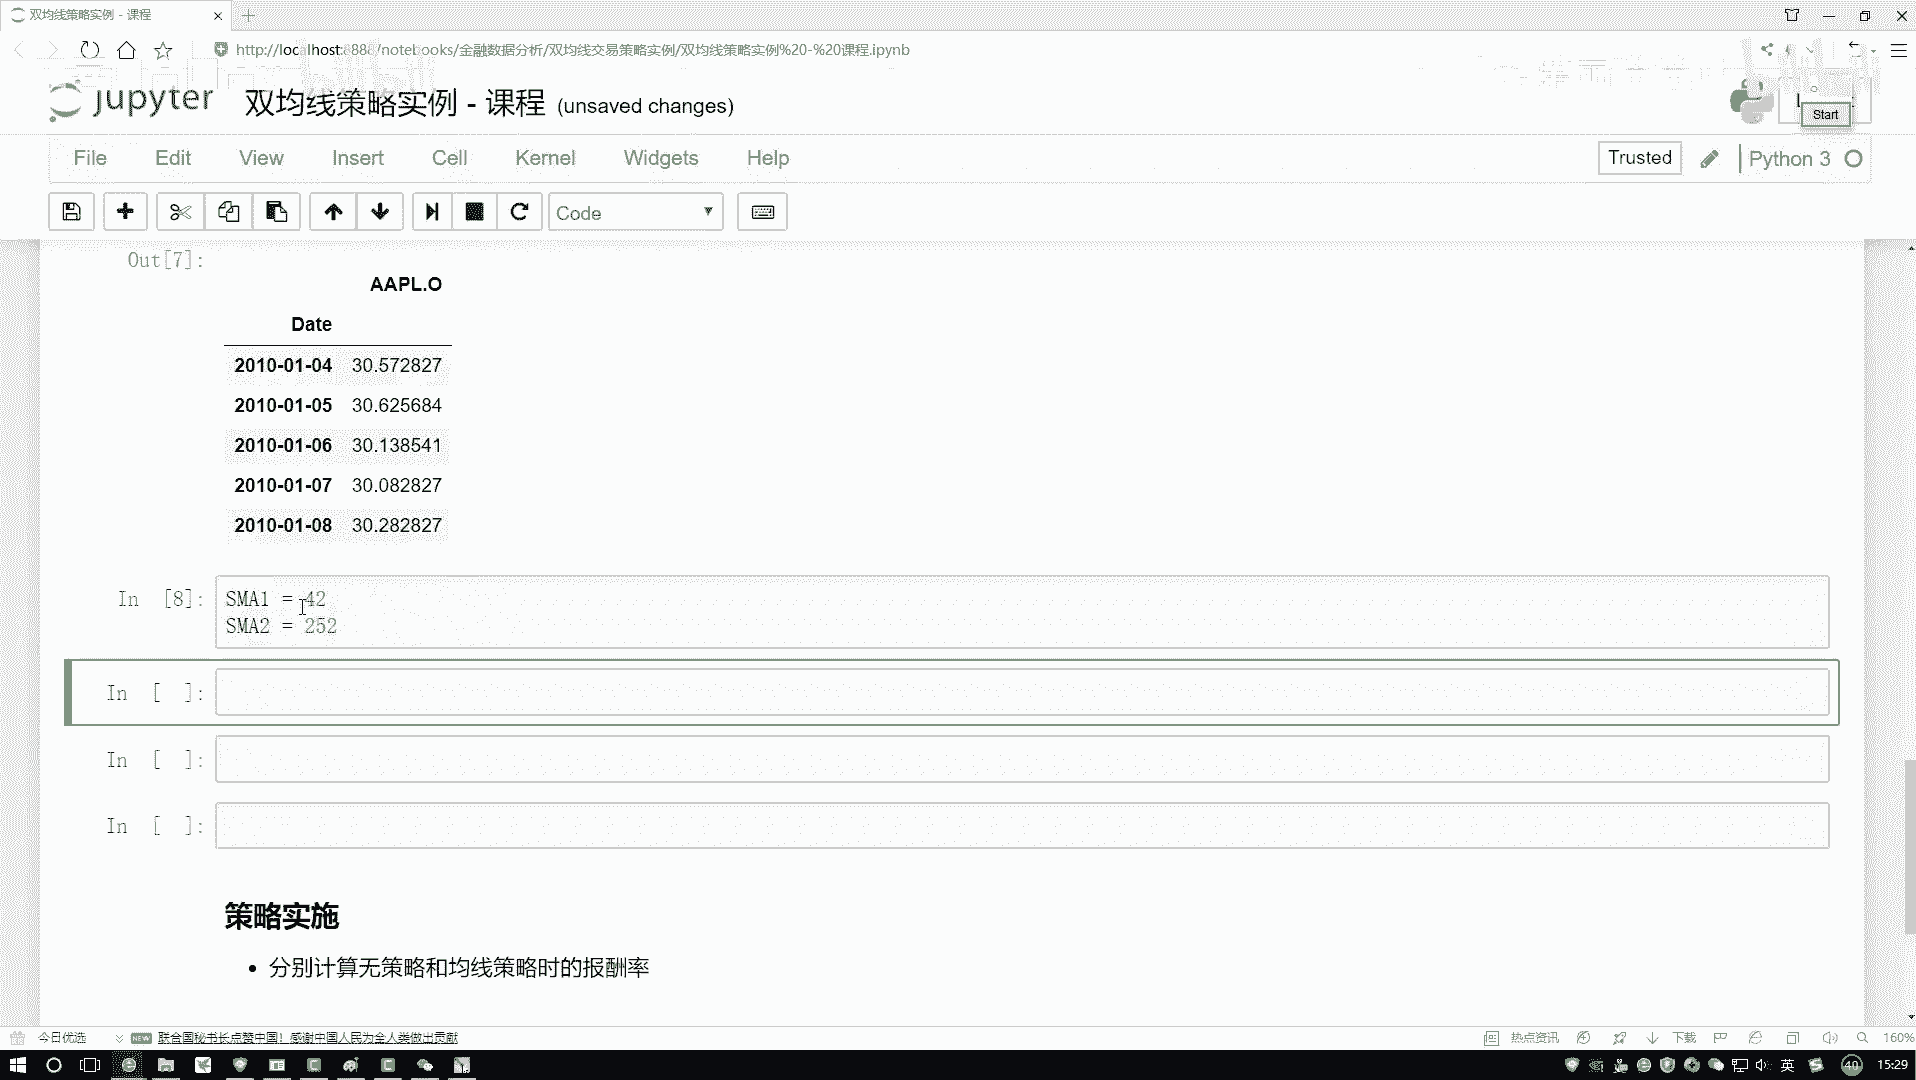 双均线策略实例 - 课程
http://localhost:8888/notebooks/金融数据分析/双均线交易策略实例/双均线策略实例%20-%20课程.ipynb
jupyter 双均线策略实例 - 课程 (unsaved changes)
Start
File Edit View Insert Cell Kernel Widgets Help
Trusted Python 3
Code
Out[7]:
AAPL.O
Date
2010-01-04 30.572827
2010-01-05 30.625684
2010-01-06 30.138541
2010-01-07 30.082827
2010-01-08 30.282827
In [8]: SMA1 = 42
SMA2 = 252
In [ ]:
In [ ]:
In [ ]:
策略实施
• 分别计算无策略和均线策略时的报酬率
今日优选 NEW 联合国秘书长点赞中国！感谢中国人民为全人类做出贡献
热点资讯 下载 160%
英 40 15:29